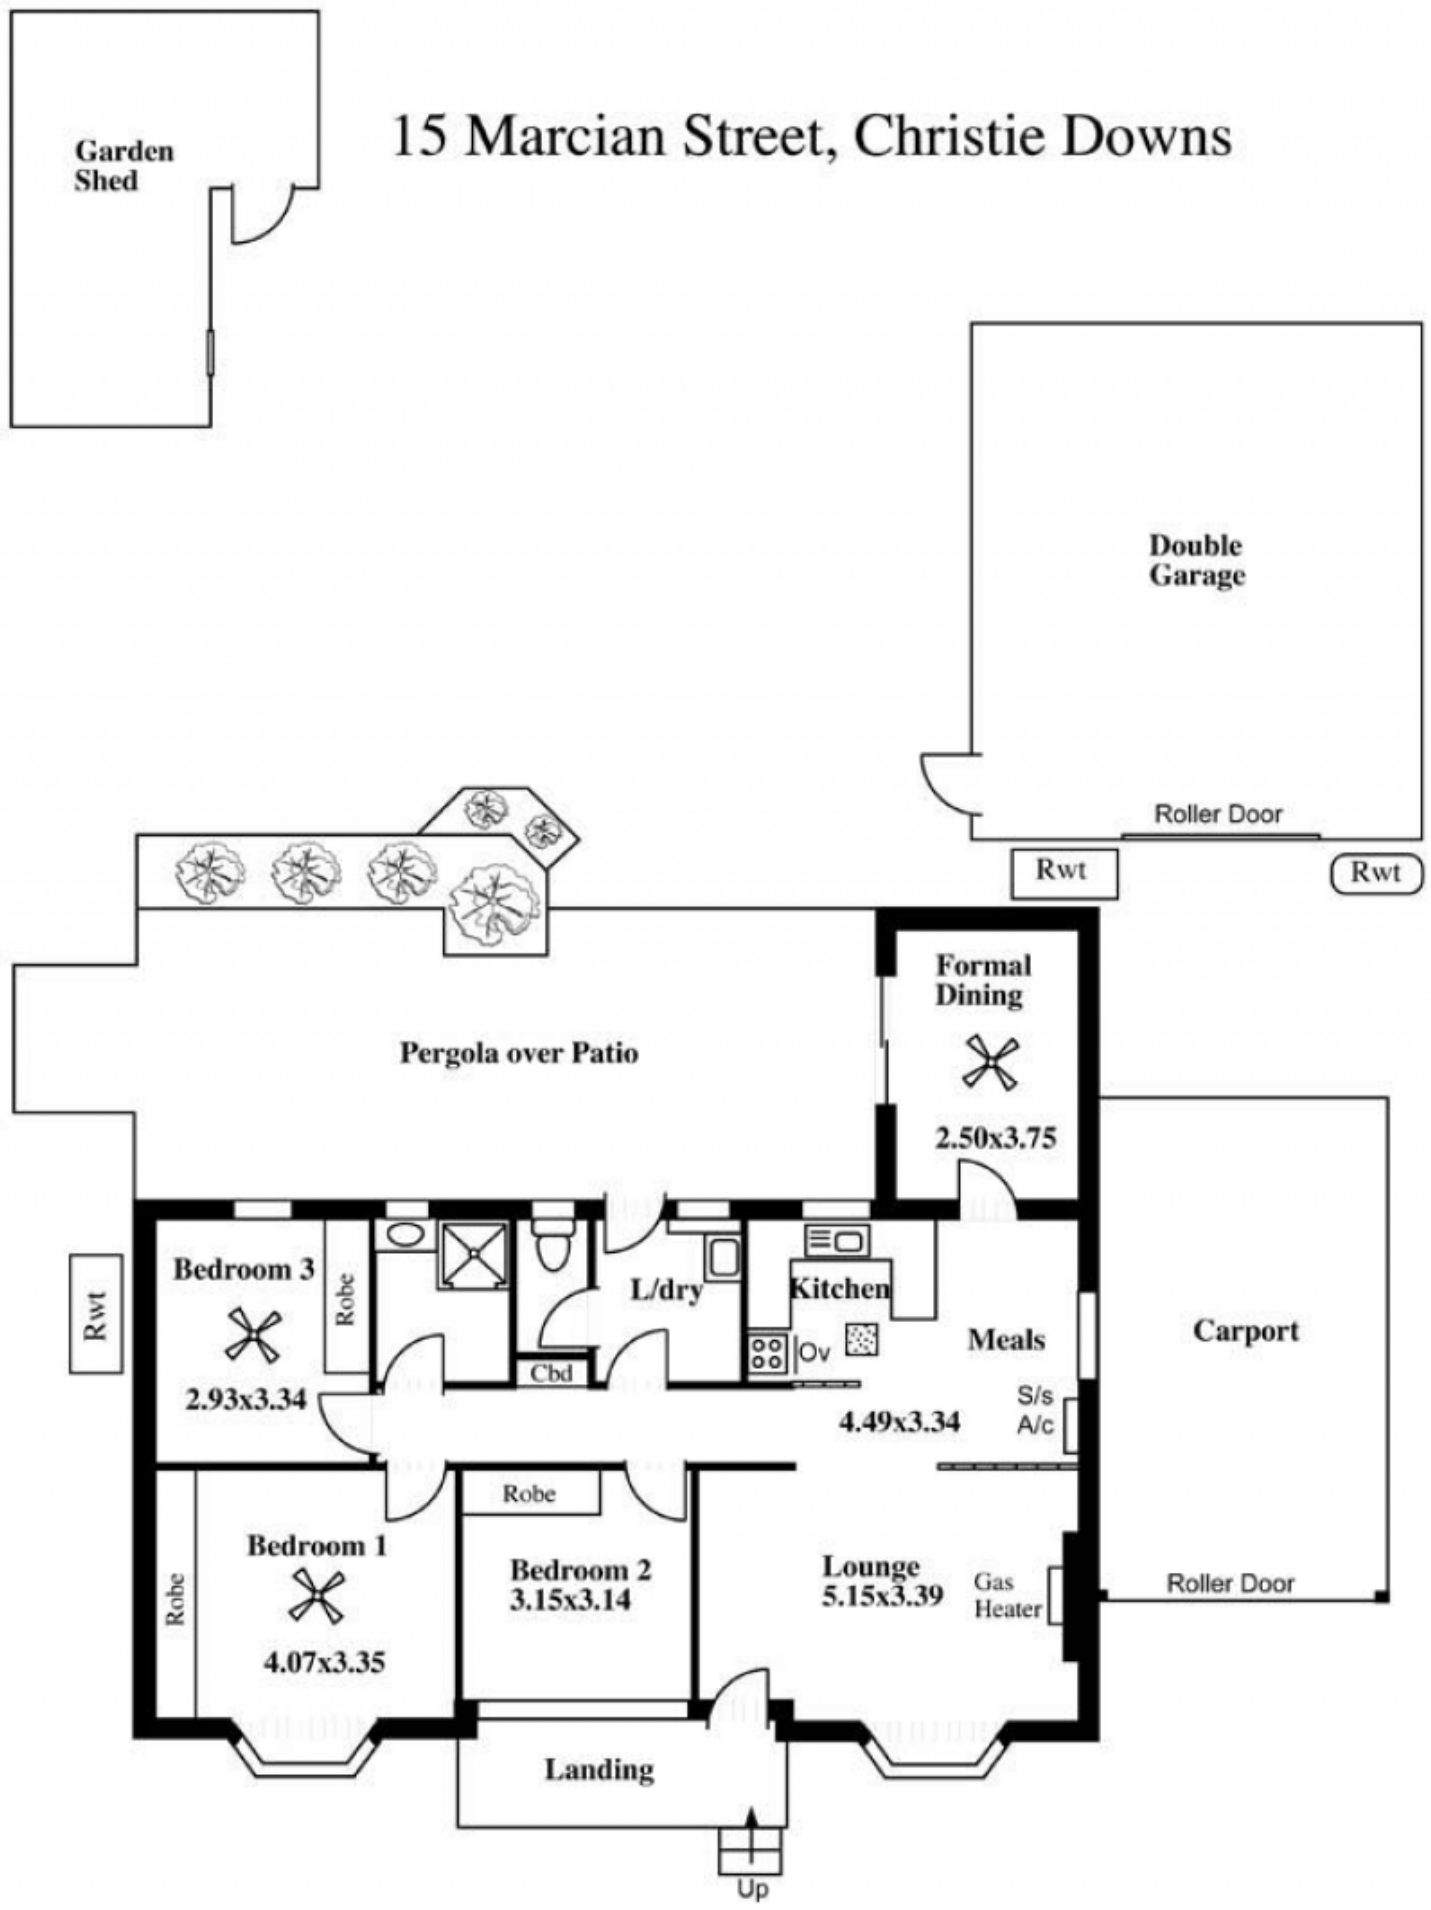 15 Marcian Street, Christie Downs
Garden
Shed
Double
Garage
Roller Door
Rwt
Rwt
Formal
Dining
2.50x3.75
Pergola over Patio
Bedroom 3
Robe
2.93x3.34
Rwt
L/dry
Cbd
Kitchen
Ov
Meals
S/s
A/c
4.49x3.34
Carport
Roller Door
Robe
Bedroom 1
4.07x3.35
Robe
Bedroom 2
3.15x3.14
Lounge
5.15x3.39
Gas
Heater
Landing
Up